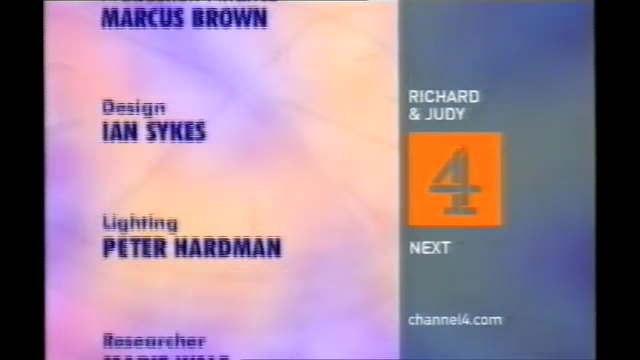 MARCUS BROWN
Design
IAN SYKES
Lighting
PETER HARDMAN
Researcher
RICHARD
& JUDY
4
NEXT
channel4.com